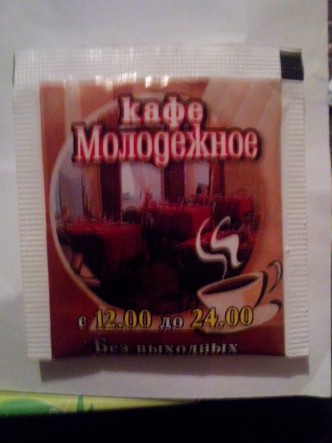 кафе
Молодежное
с 12.00 до 24.00
Без выходных